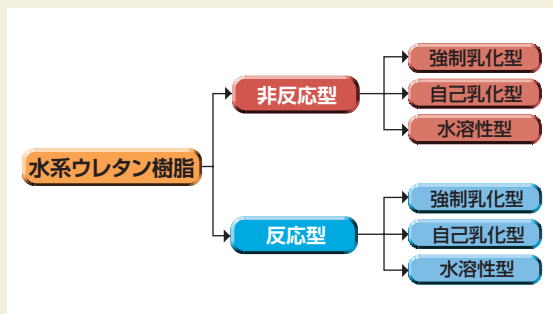 水系ウレタン樹脂
非反応型
強制乳化型
自己乳化型
水溶性型
反応型
強制乳化型
自己乳化型
水溶性型